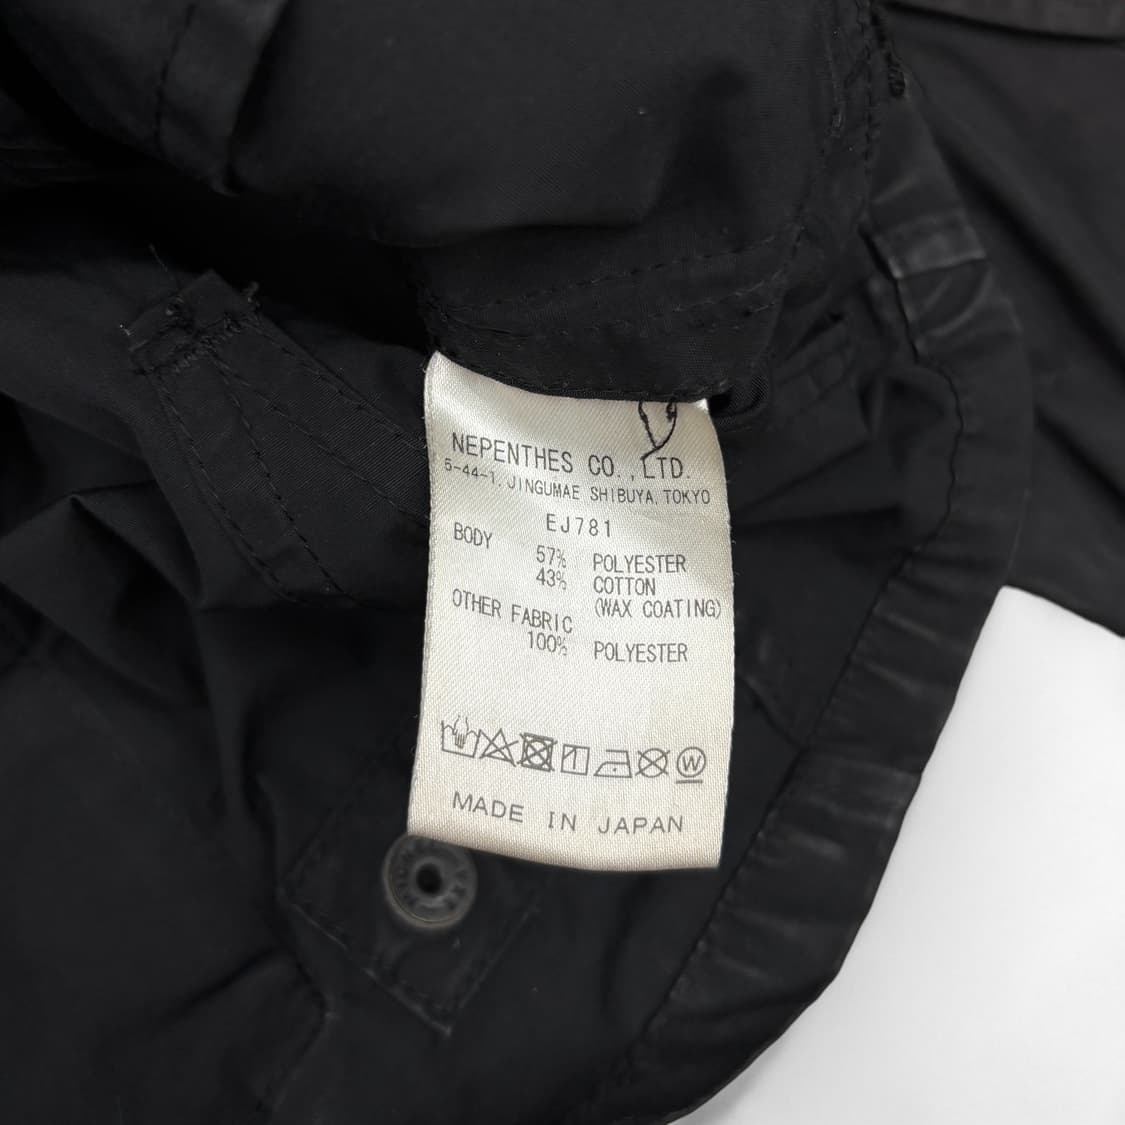 NEPENTHES CO.,LTD.
5-44-1, JINGUMAE SHIBUYA, TOKYO
EJ781
BODY
57% POLYESTER
43% COTTON
(WAX COATING)
OTHER FABRIC
100% POLYESTER
W
MADE IN JAPAN